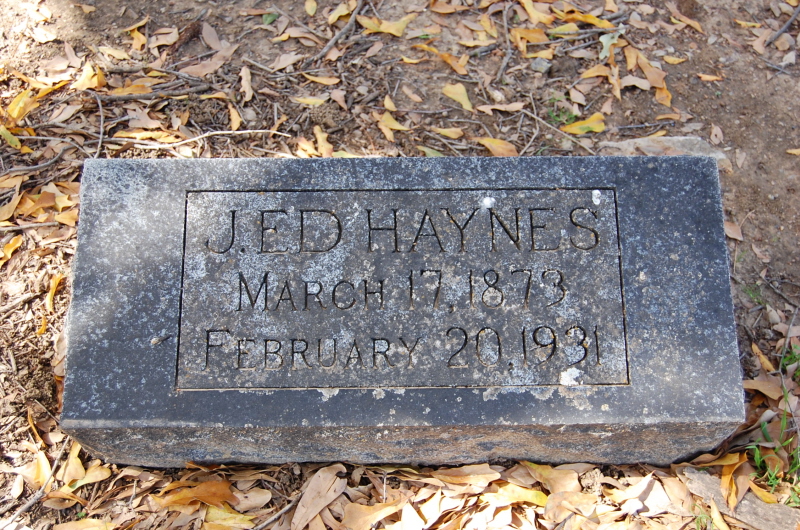 J. ED HAYNES
MARCH 17, 1873
FEBRUARY 20, 1931